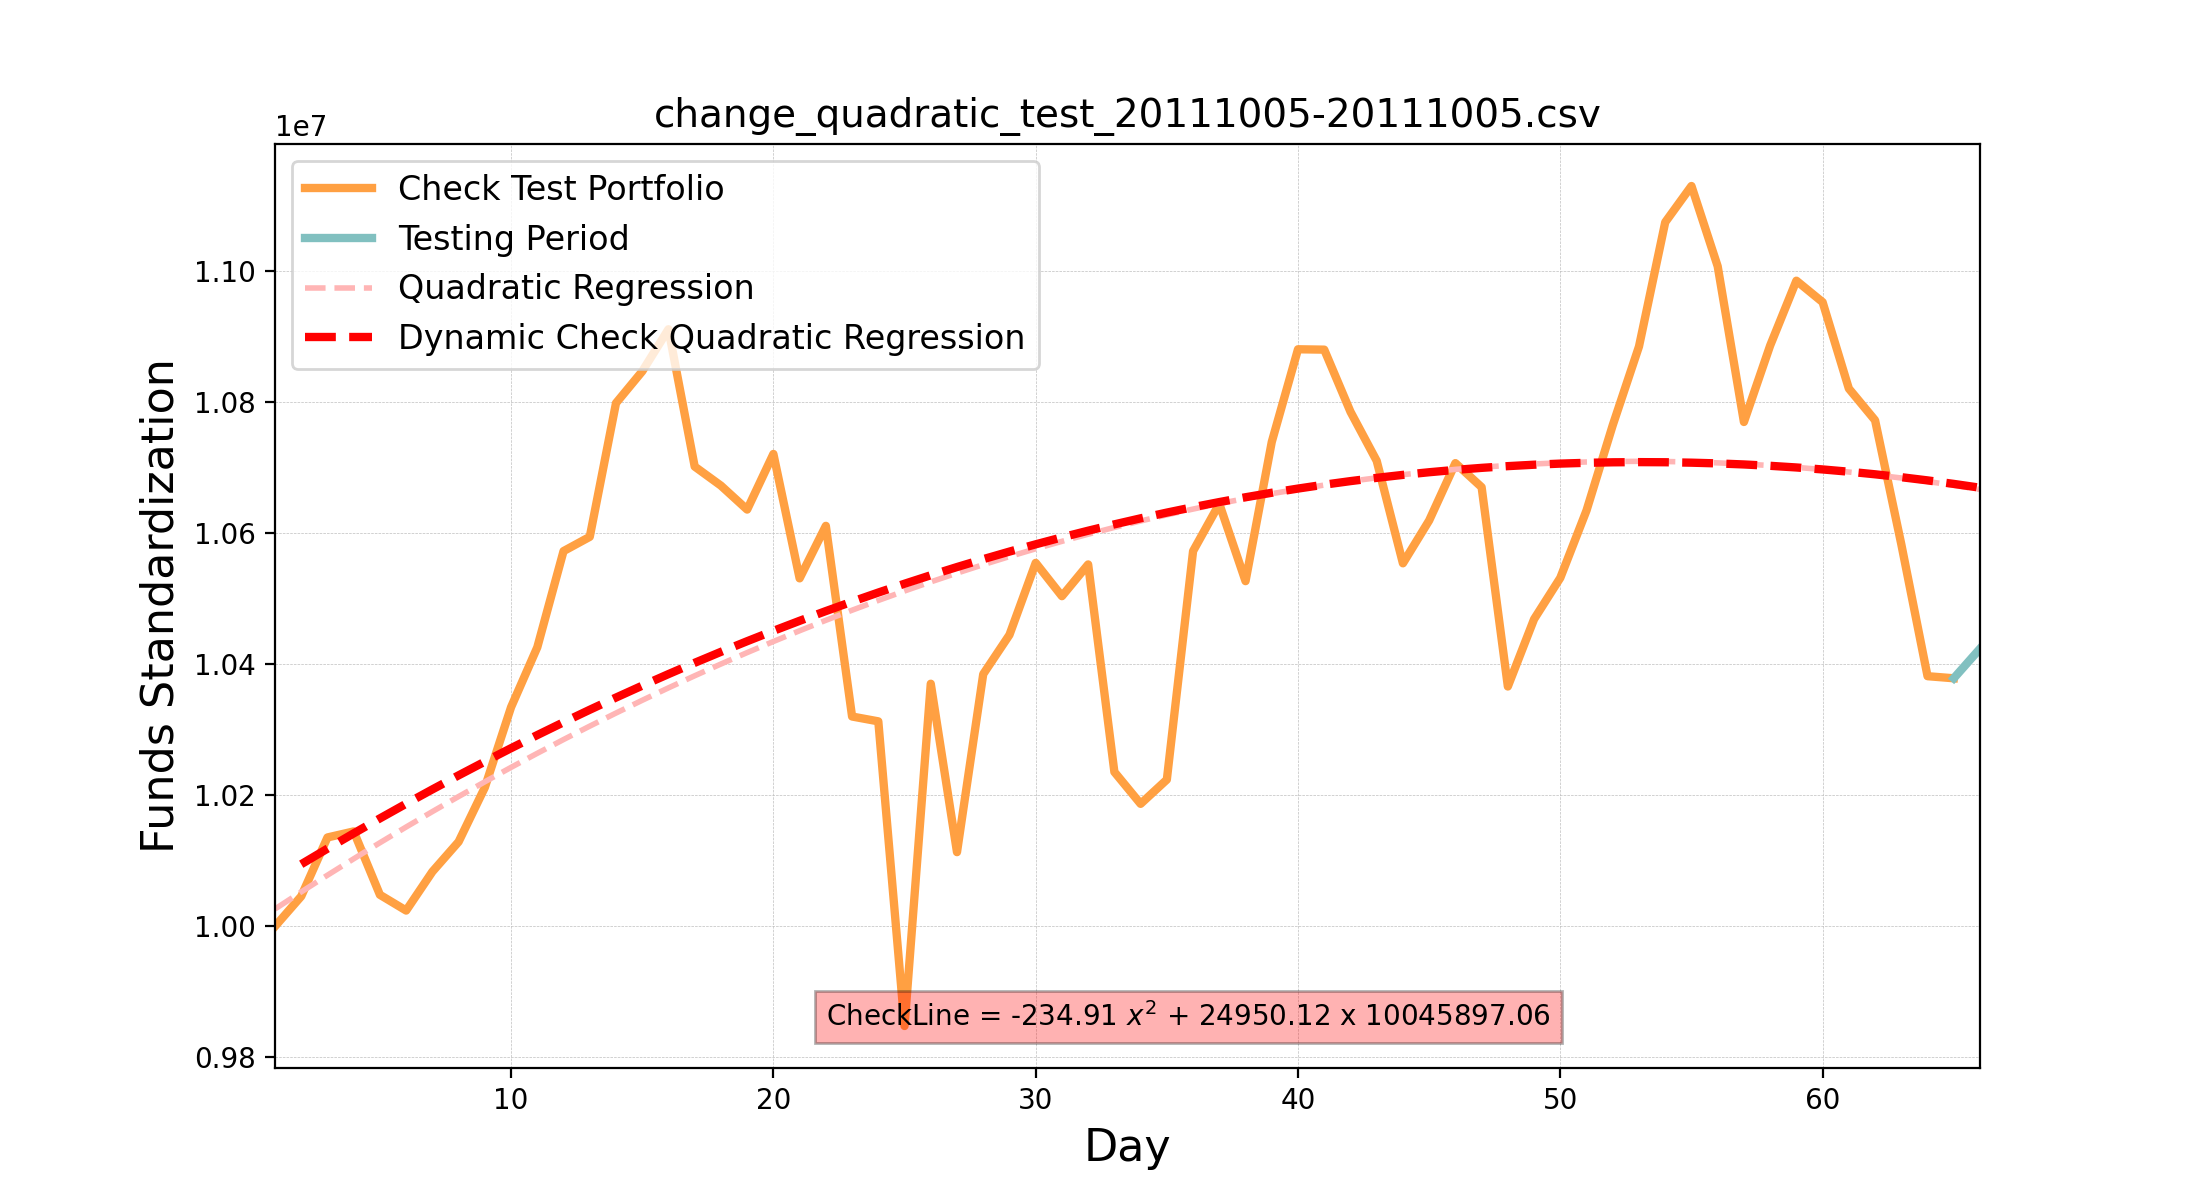 change_quadratic_test_20111005-20111005.csv
1e7
Check Test Portfolio
Testing Period
Quadratic Regression
Dynamic Check Quadratic Regression
Funds Standardization
1.10
1.08
1.06
1.04
1.02
1.00
0.98
CheckLine = -234.91 x² + 24950.12 x 10045897.06
10 20 30 40 50 60
Day